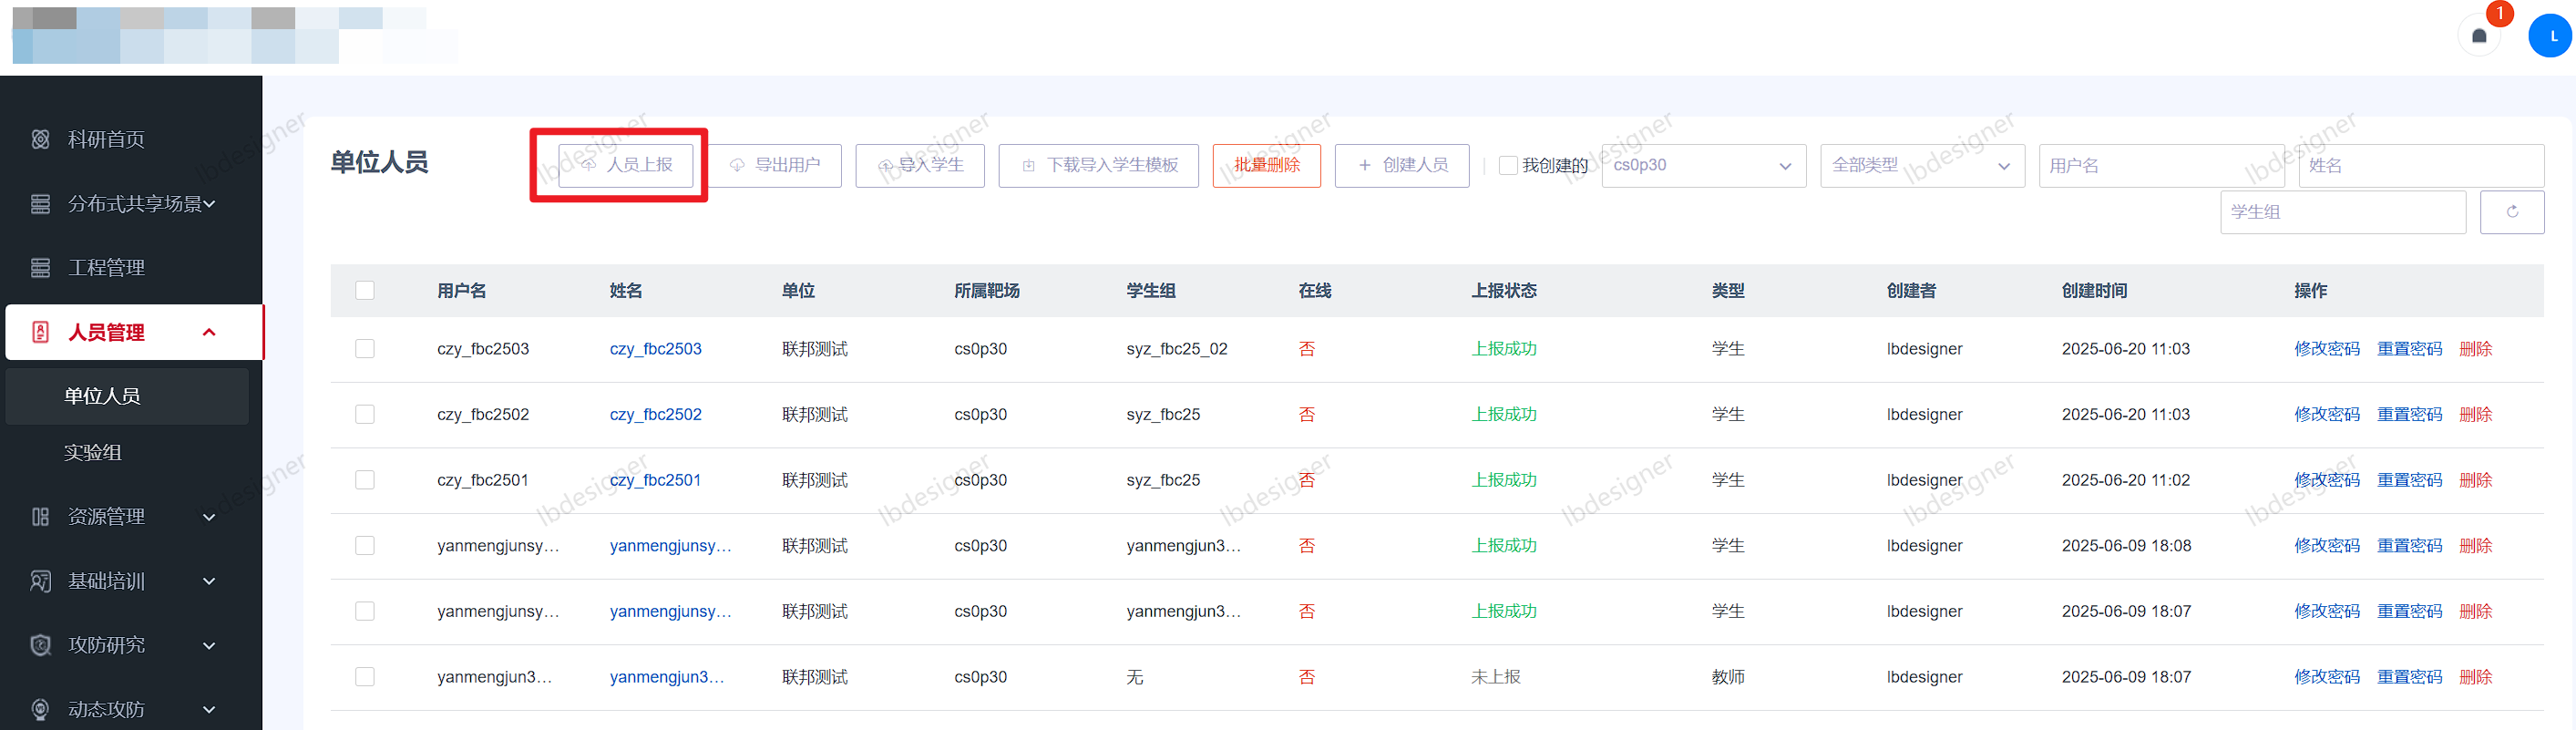 1
L
科研首页
分布式共享场景
工程管理
人员管理
单位人员
实验组
资源管理
基础培训
攻防研究
动态攻防
单位人员
人员上报 导出用户 导入学生 下载导入学生模板 批量删除 + 创建人员 我创建的 cs0p30 全部类型 用户名 姓名
学生组
用户名 姓名 单位 所属靶场 学生组 在线 上报状态 类型 创建者 创建时间 操作
czy_fbc2503 czy_fbc2503 联邦测试 cs0p30 syz_fbc25_02 否 上报成功 学生 lbdesigner 2025-06-20 11:03 修改密码 重置密码 删除
czy_fbc2502 czy_fbc2502 联邦测试 cs0p30 syz_fbc25 否 上报成功 学生 lbdesigner 2025-06-20 11:03 修改密码 重置密码 删除
czy_fbc2501 czy_fbc2501 联邦测试 cs0p30 syz_fbc25 否 上报成功 学生 lbdesigner 2025-06-20 11:02 修改密码 重置密码 删除
yanmengjunsy... yanmengjunsy... 联邦测试 cs0p30 yanmengjun3... 否 上报成功 学生 lbdesigner 2025-06-09 18:08 修改密码 重置密码 删除
yanmengjunsy... yanmengjunsy... 联邦测试 cs0p30 yanmengjun3... 否 上报成功 学生 lbdesigner 2025-06-09 18:07 修改密码 重置密码 删除
yanmengjun3... yanmengjun3... 联邦测试 cs0p30 无 否 未上报 教师 lbdesigner 2025-06-09 18:07 修改密码 重置密码 删除
lbdesigner lbdesigner lbdesigner lbdesigner lbdesigner lbdesigner lbdesigner
lbdesigner lbdesigner lbdesigner lbdesigner lbdesigner lbdesigner lbdesigner